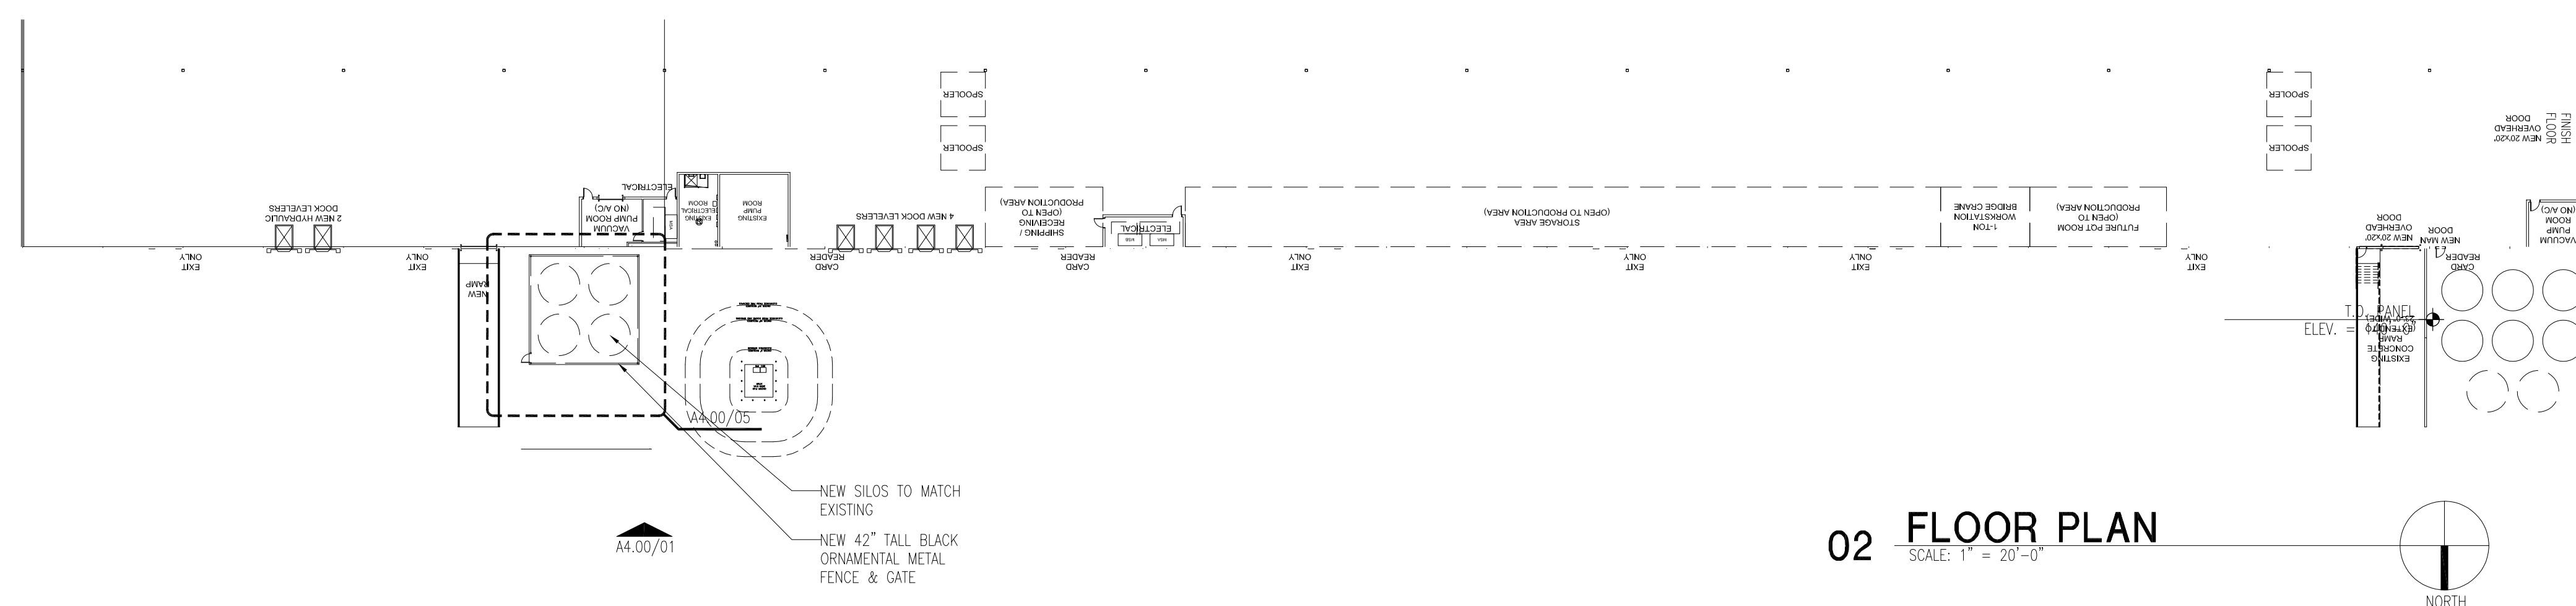 SPOOLER
SPOOLER
SPOOLER
SPOOLER
NEW 20'x20'
OVERHEAD
DOOR
FINISH
FLOOR
2 NEW HYDRAULIC
DOCK LEVELERS
VACUUM
PUMP ROOM
(NO A/C)
ELECTRICAL
MSA
EXISTING
ELECTRICAL
ROOM
EXISTING
PUMP
ROOM
4 NEW DOCK LEVELERS
SHIPPING /
RECEIVING
(OPEN TO
PRODUCTION AREA)
ELECTRICAL
MSB
MSA
STORAGE AREA
(OPEN TO PRODUCTION AREA)
1-TON
WORKSTATION
BRIDGE CRANE
FUTURE POT ROOM
(OPEN TO
PRODUCTION AREA)
NEW 20'x20'
OVERHEAD
DOOR
NEW MAN
DOOR
VACUUM
PUMP
ROOM
(NO A/C)
EXIT
ONLY
EXIT
ONLY
CARD
READER
CARD
READER
EXIT
ONLY
EXIT
ONLY
EXIT
ONLY
EXIT
ONLY
CARD
READER
NEW
RAMP
T.O. PANEL
ELEV. =
EXISTING
CONCRETE
RAMP
(EXTEND TO
A4.00/05
NEW SILOS TO MATCH
EXISTING
NEW 42" TALL BLACK
ORNAMENTAL METAL
FENCE & GATE
A4.00/01
02 FLOOR PLAN
SCALE: 1" = 20'-0"
NORTH